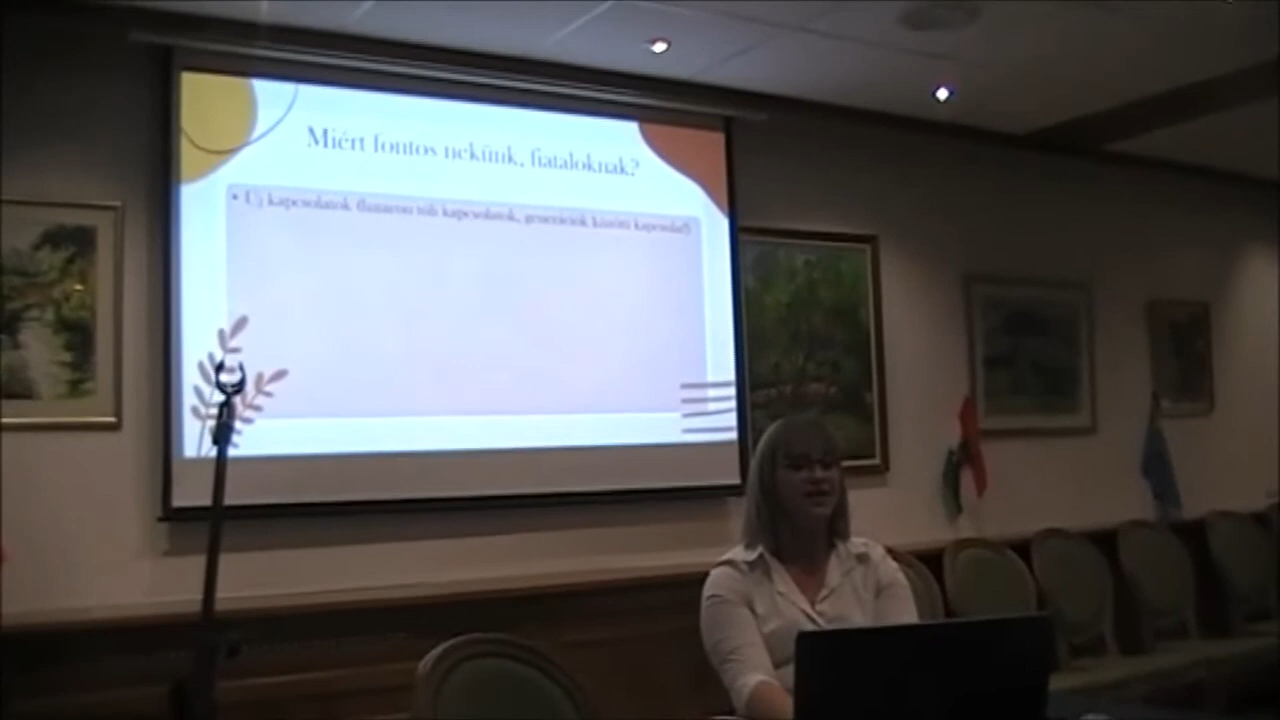 Miért fontos nekünk, fiataloknak?
• Új kapcsolatok (határon túli kapcsolatok, generációk közötti kapcsolat!)